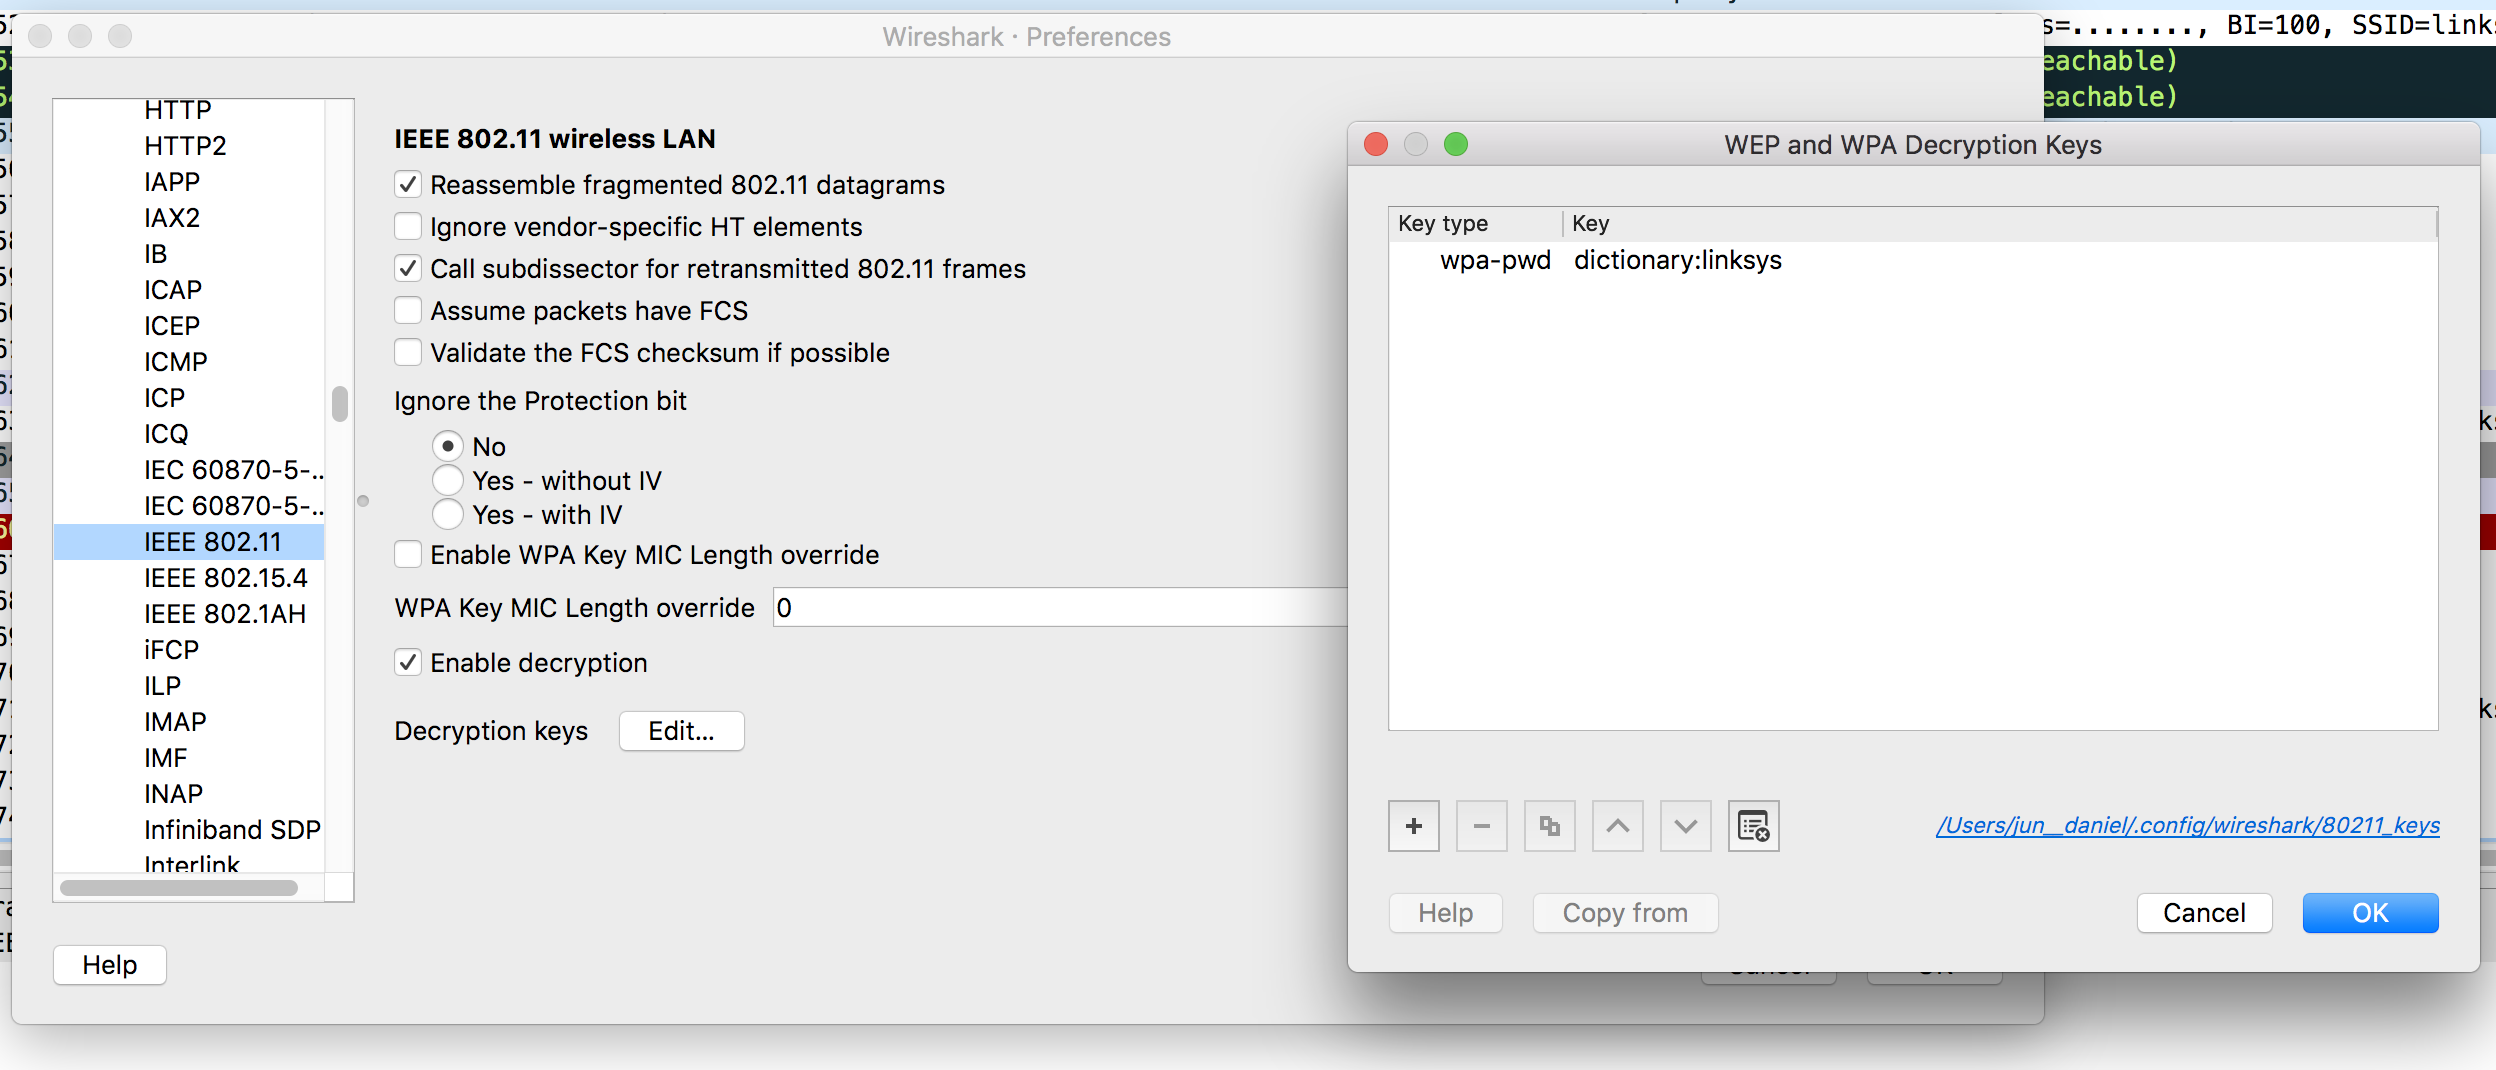 s=........, BI=100, SSID=links
Wireshark · Preferences
eachable)
eachable)
HTTP
HTTP2
IAPP
IAX2
IB
ICAP
ICEP
ICMP
ICP
ICQ
IEC 60870-5-..
IEC 60870-5-..
IEEE 802.11
IEEE 802.15.4
IEEE 802.1AH
iFCP
ILP
IMAP
IMF
INAP
Infiniband SDP
Interlink
Help
IEEE 802.11 wireless LAN
Reassemble fragmented 802.11 datagrams
Ignore vendor-specific HT elements
Call subdissector for retransmitted 802.11 frames
Assume packets have FCS
Validate the FCS checksum if possible
Ignore the Protection bit
No
Yes - without IV
Yes - with IV
Enable WPA Key MIC Length override
WPA Key MIC Length override 0
Enable decryption
Decryption keys Edit...
WEP and WPA Decryption Keys
Key type Key
wpa-pwd dictionary:linksys
/Users/jun__daniel/.config/wireshark/80211_keys
Help Copy from Cancel OK
Cancel OK